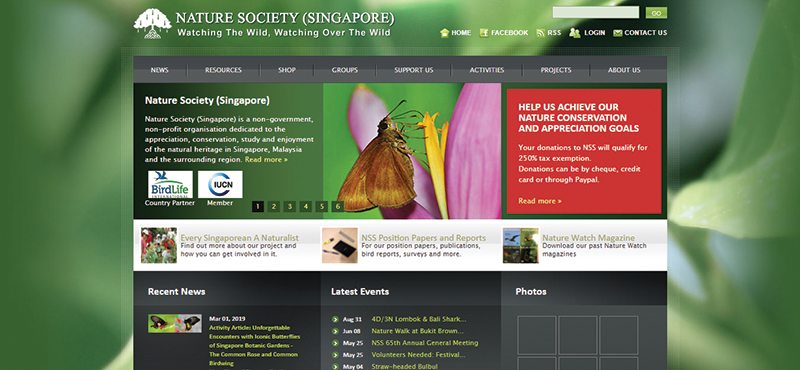 NATURE SOCIETY (SINGAPORE)
Watching The Wild, Watching Over The Wild
GO
HOME FACEBOOK RSS LOGIN CONTACT US
NEWS RESOURCES SHOP GROUPS SUPPORT US ACTIVITIES PROJECTS ABOUT US
Nature Society (Singapore)
Nature Society (Singapore) is a non-government,
non-profit organisation dedicated to the
appreciation, conservation, study and enjoyment
of the natural heritage in Singapore, Malaysia
and the surrounding region. Read more »
BirdLife
INTERNATIONAL
Country Partner
IUCN
Member
1 2 3 4 5 6
HELP US ACHIEVE OUR
NATURE CONSERVATION
AND APPRECIATION GOALS
Your donations to NSS will qualify for
250% tax exemption.
Donations can be by cheque, credit
card or through Paypal.
Read more »
Every Singaporean A Naturalist
Find out more about our project and
how you can get involved in it.
NSS Position Papers and Reports
For our position papers, publications,
bird reports, surveys and more.
Nature Watch Magazine
Download our past Nature Watch
magazines
Recent News
Mar 01, 2019
Activity Article: Unforgettable
Encounters with Iconic Butterflies
of Singapore Botanic Gardens -
The Common Rose and Common
Birdwing
Latest Events
Aug 31 4D/3N Lombok & Bali Shark...
Jun 08 Nature Walk at Bukit Brown...
May 25 NSS 65th Annual General Meeting
May 25 Volunteers Needed: Festival...
May 04 Straw-headed Bulbul
Photos